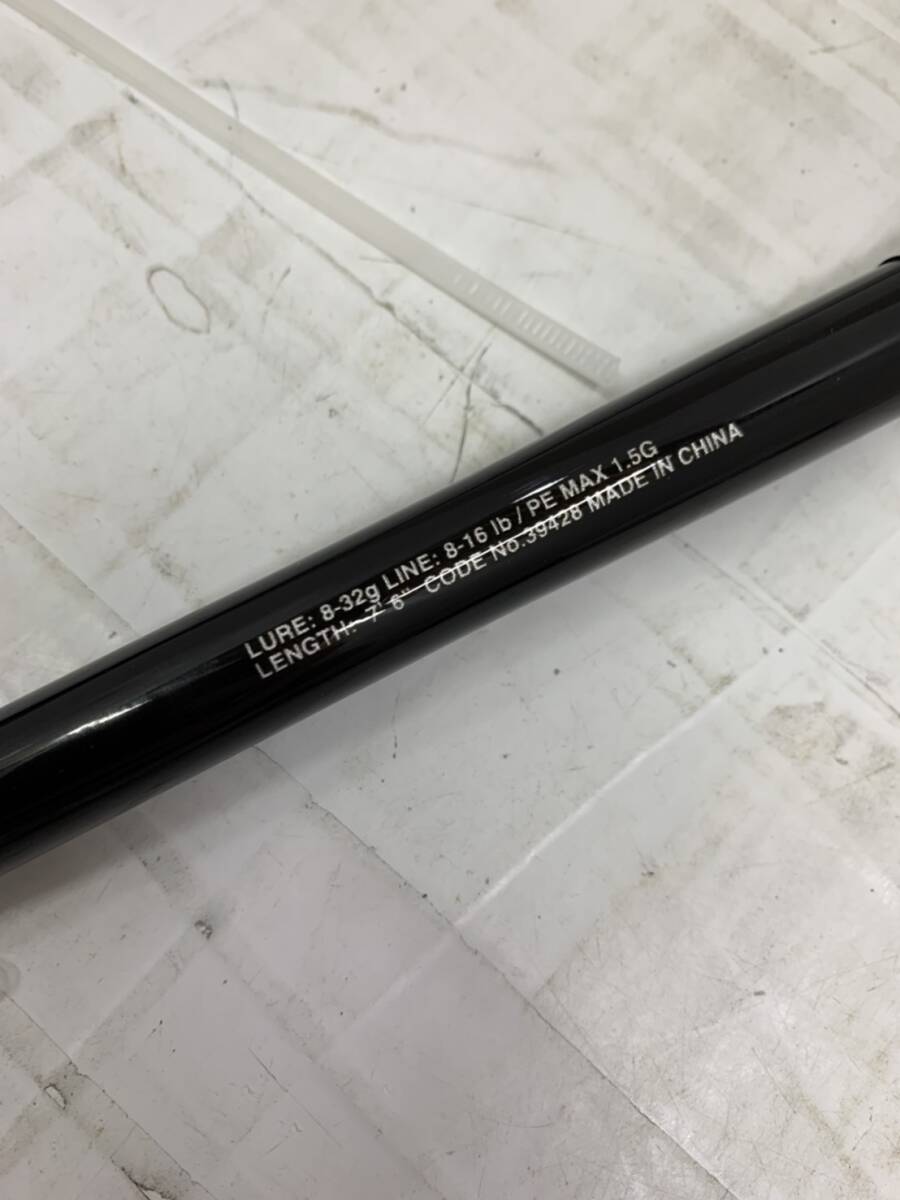 LURE: 8-32g LINE: 8-16 lb / PE MAX 1.5G
LENGTH: 7' 6" CODE No.39428 MADE IN CHINA